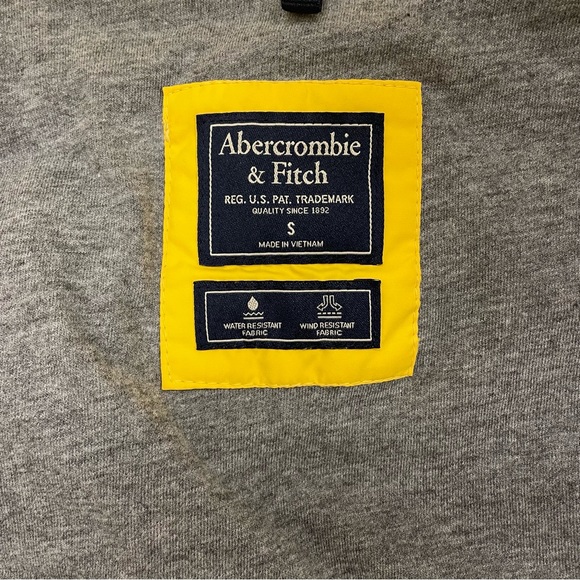 Abercrombie
& Fitch
REG. U.S. PAT. TRADEMARK
QUALITY SINCE 1892
S
MADE IN VIETNAM
WATER RESISTANT
FABRIC
WIND RESISTANT
FABRIC